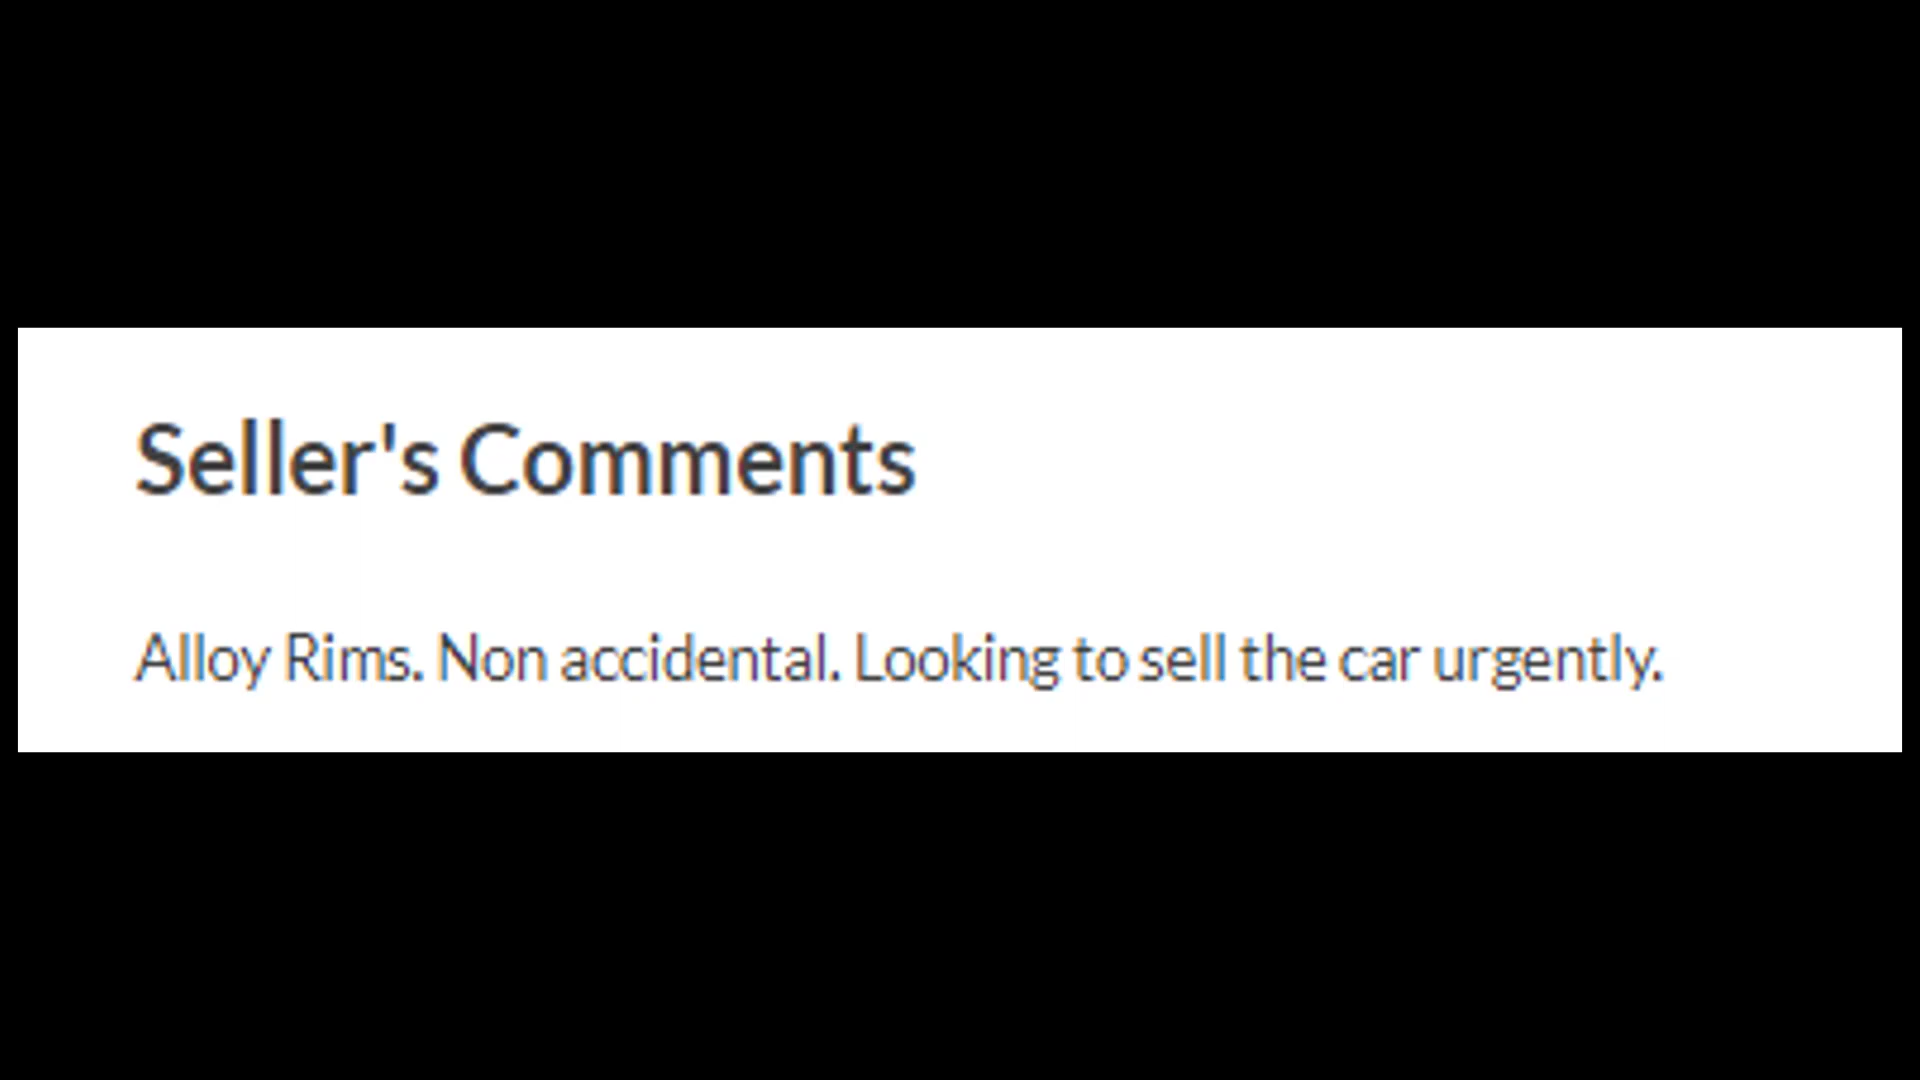 Seller's Comments
Alloy Rims. Non accidental. Looking to sell the car urgently.